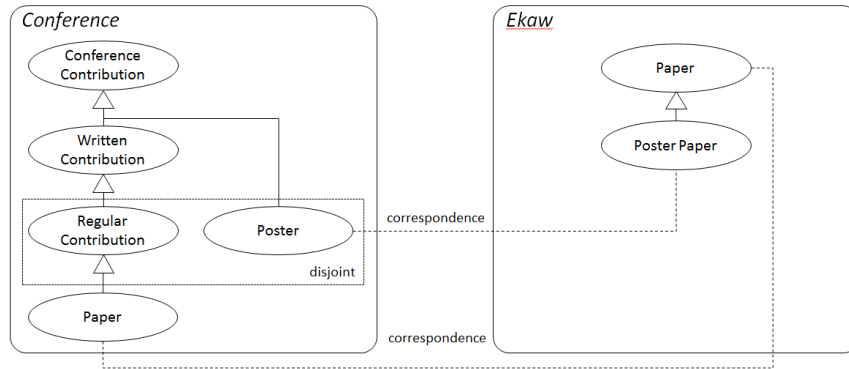 Conference
Ekaw
Conference
Contribution
Paper
Written
Contribution
Poster Paper
Regular
Contribution
Poster
correspondence
disjoint
Paper
correspondence